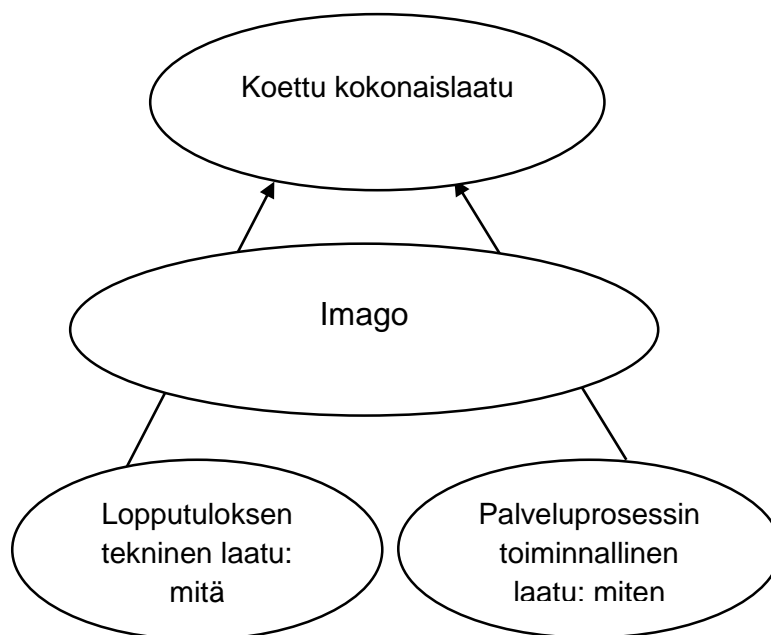 Koettu kokonaislaatu
Imago
Lopputuloksen
tekninen laatu:
mitä
Palveluprosessin
toiminnallinen
laatu: miten